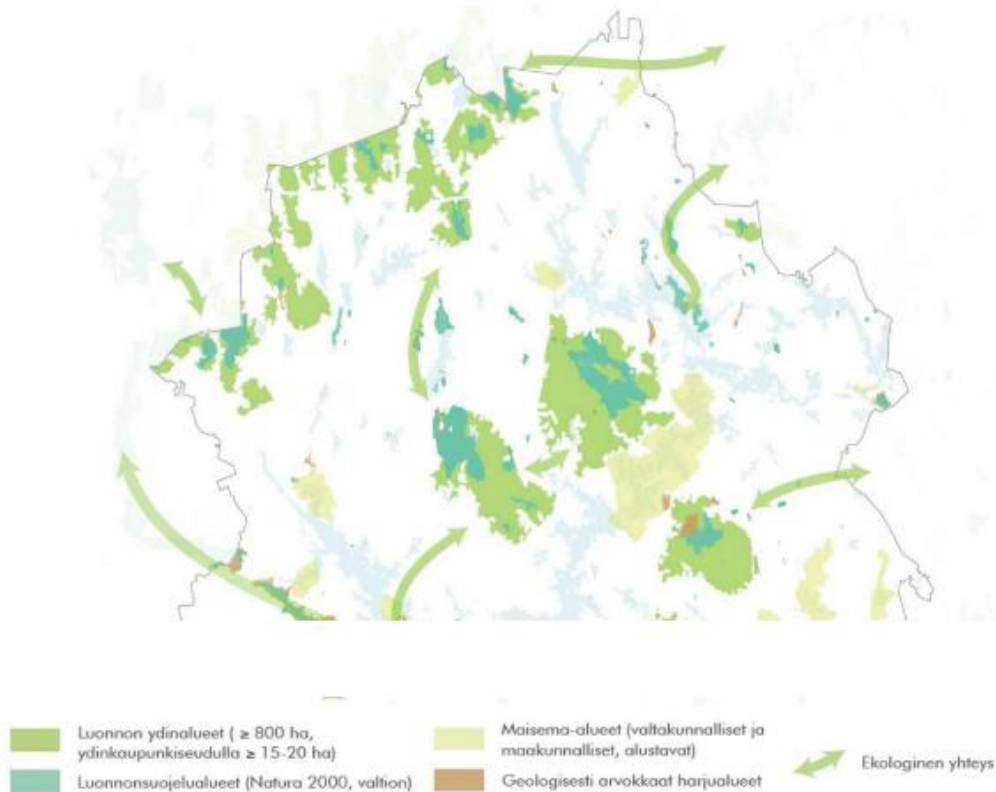 Luonnon ydinalueet ( ≥ 800 ha,
ydinkaupunkiseudulla ≥ 15-20 ha)
Luonnonsuojelualueet (Natura 2000, valtion)
Maisema-alueet (valtakunnalliset ja
maakunnalliset, alustavat)
Geologisesti arvokkaat harjualueet
Ekologinen yhteys